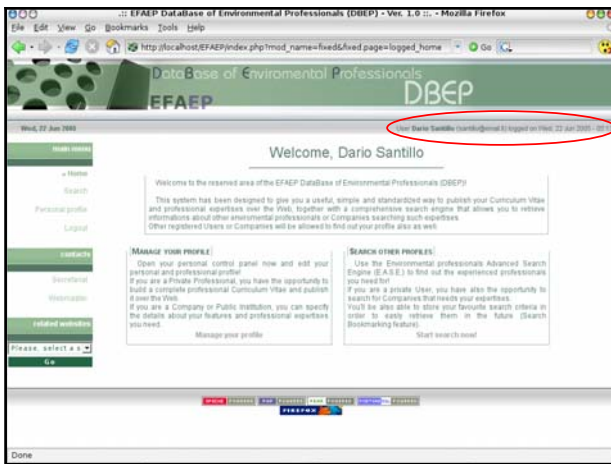 .:: EFAEP DataBase of Environmental Professionals (DBEP) - Ver. 1.0 ::. - Mozilla Firefox
File Edit View Go Bookmarks Tools Help
http://localhost/EFAEP/index.php?mod_name=fixed&fixed_page=logged_home Go
DataBase of Enviromental Professionals
EFAEP DBEP
Wed, 22 Jun 2005 User Dario Santillo (santillo@email.it) logged on Wed, 22 Jun 2005
main menu
Home
Search
Personal profile
Logout
contacts
Secretariat
Webmaster
related websites
Please, select a s
Go
Welcome, Dario Santillo
Welcome to the reserved area of the EFAEP DataBase of Environmental Professionals (DBEP)!
This system has been designed to give you a useful, simple and standardized way to publish your Curriculum Vitae
and professional expertises over the Web, together with a comprehensive search engine that allows you to retrieve
informations about other enviromental professionals or Companies searching such expertises.
Other registered Users or Companies will be allowed to find out your profile also as well.
MANAGE YOUR PROFILE
Open your personal control panel now and edit your
personal and professional profile!
If you are a Private Professional, you have the opportunity to
build a complete professional Curriculum Vitae and publish
it over the Web.
If you are a Company or Public Institution, you can specify
the details about your features and professional expertises
you need.
Manage your profile
SEARCH OTHER PROFILES
Use the Environmental professionals Advanced Search
Engine (E.A.S.E.) to find out the experienced professionals
you need for!
If you are a private User, you have also the opportunity to
search for Companies that needs your expertises.
You'll be also able to store your favourite search criteria in
order to easily retrieve them in the future (Search
Bookmarking feature).
Start search now!
FIREFOX
Done